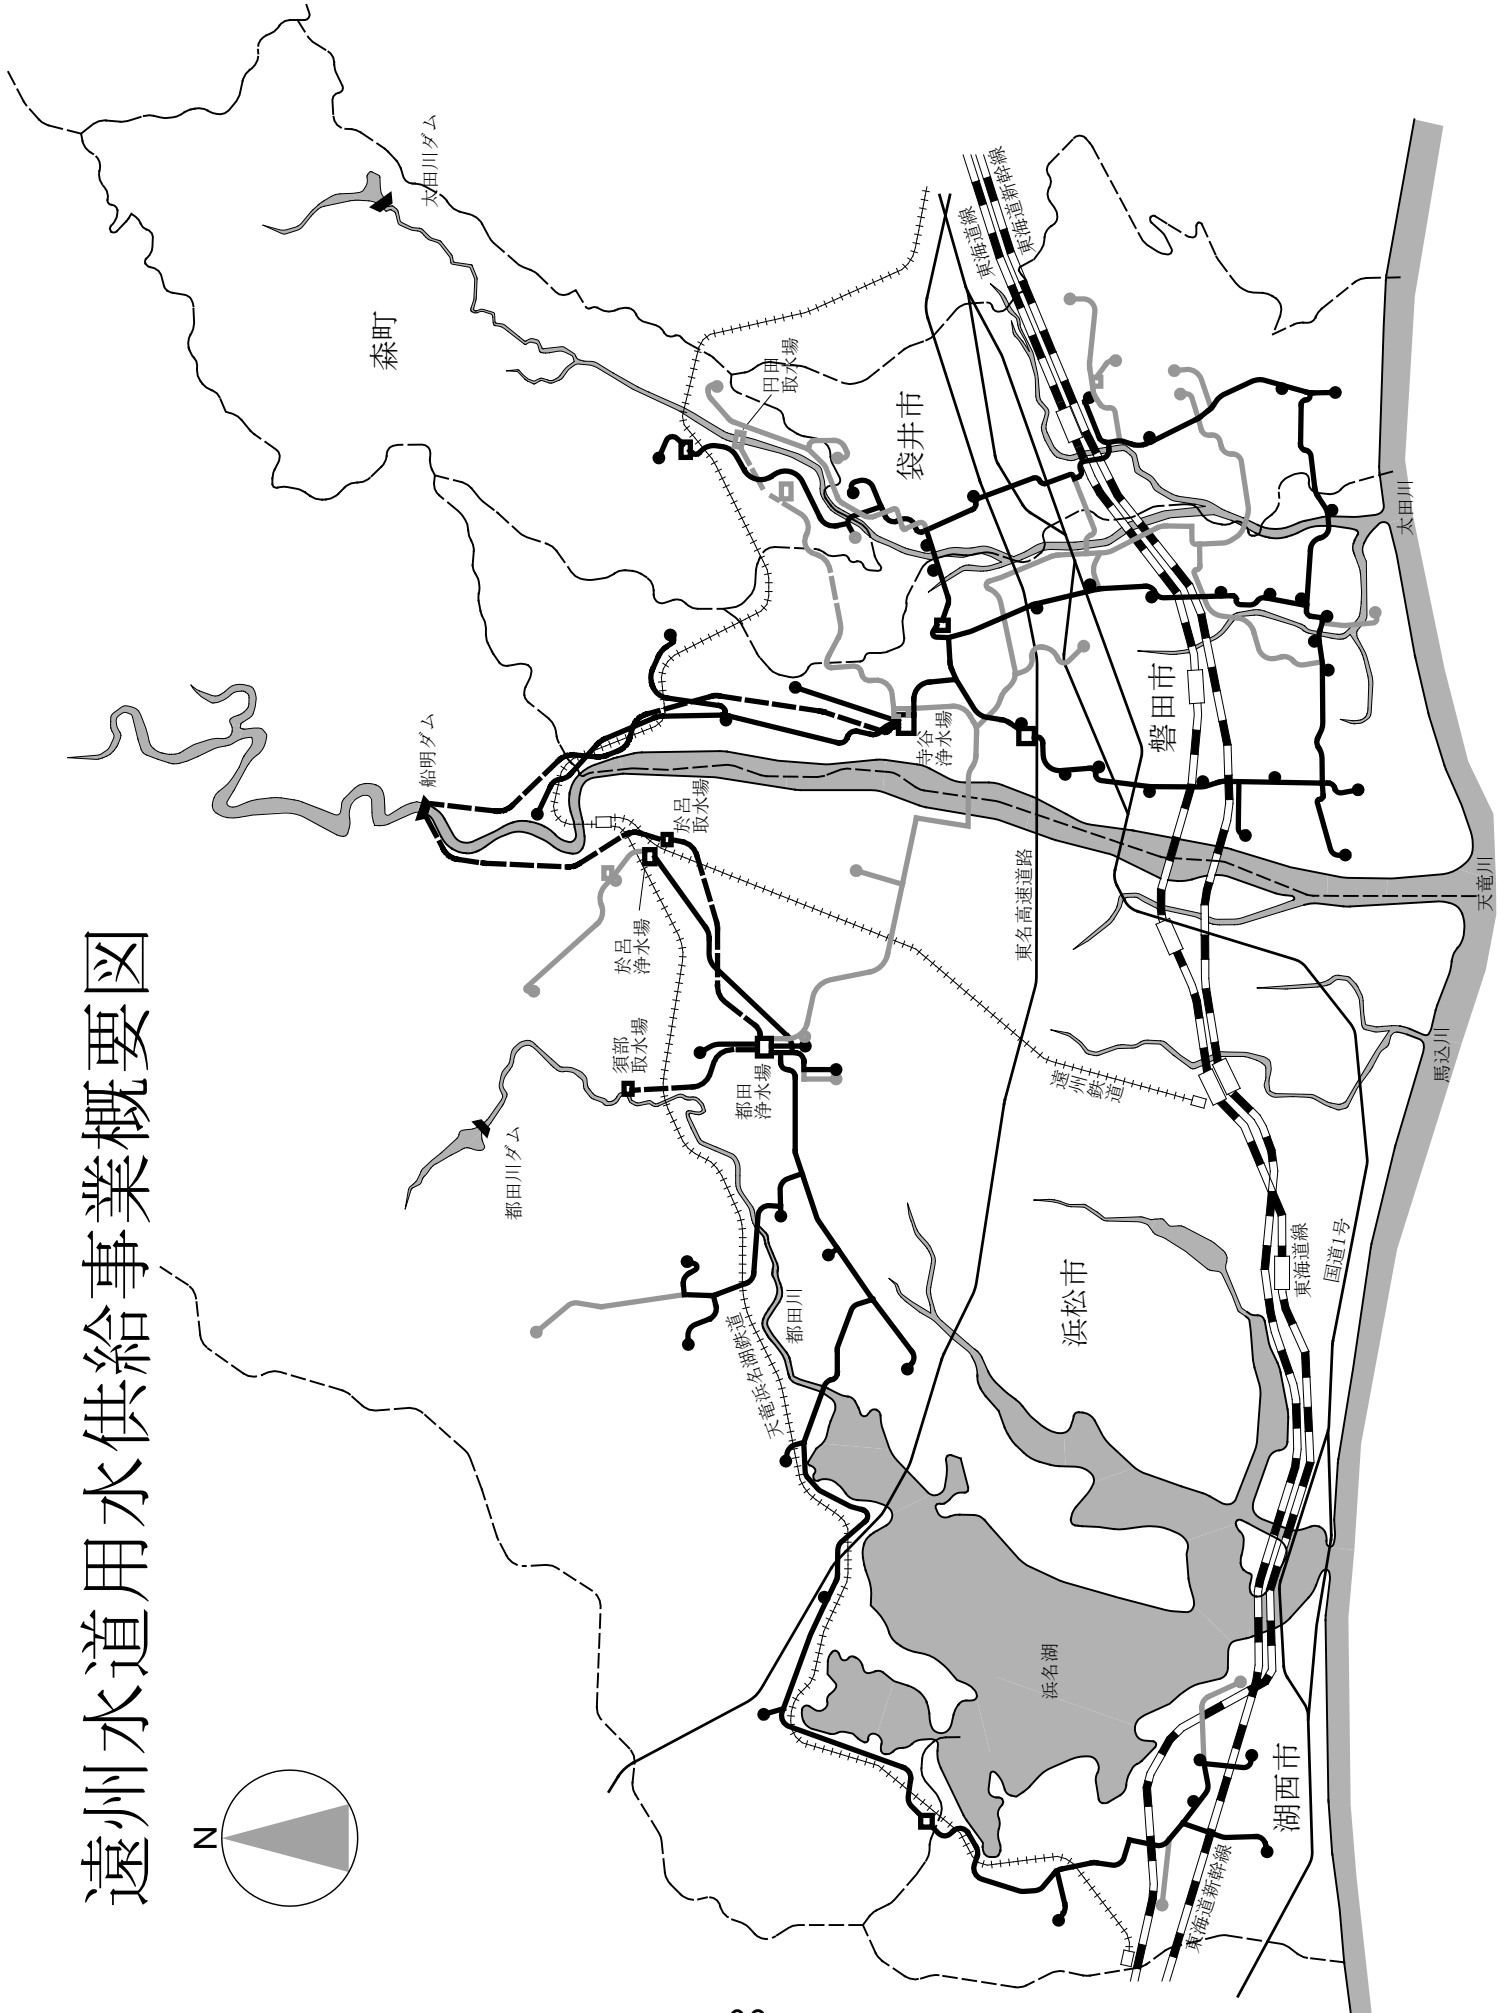 遠州水道用水供給事業概要図
N
太田川ダム
森町
円田
取水場
東海道線
東海道新幹線
袋井市
太田川
船明ダム
寺谷
浄水場
磐田市
於呂
取水場
於呂
浄水場
東名高速道路
天竜川
須部
取水場
都田
浄水場
遠州鉄道
馬込川
都田川ダム
都田川
天竜浜名湖鉄道
浜松市
東海道線
国道1号
浜名湖
湖西市
東海道新幹線